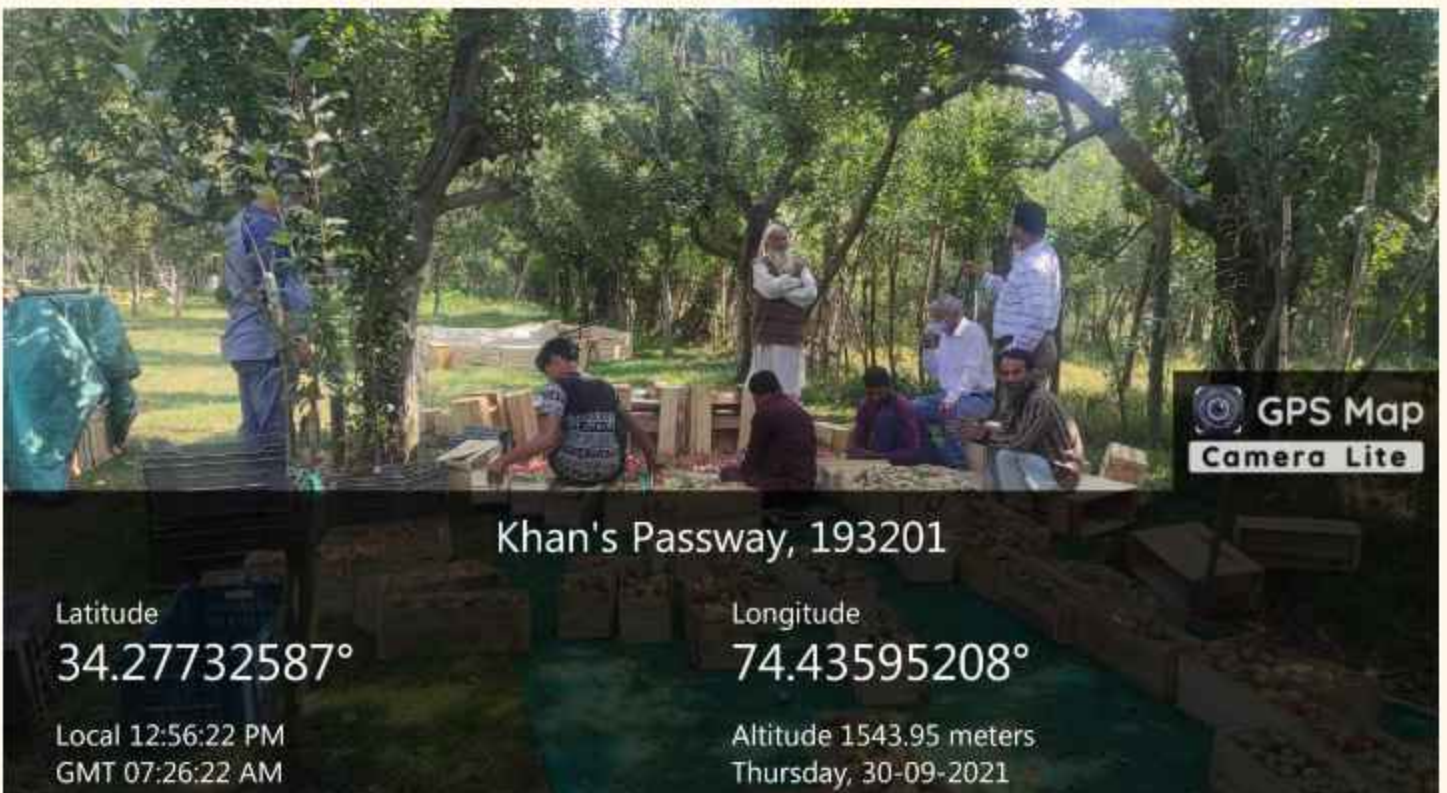 GPS Map
Camera Lite
Khan's Passway, 193201
Latitude
34.27732587°
Longitude
74.43595208°
Local 12:56:22 PM
GMT 07:26:22 AM
Altitude 1543.95 meters
Thursday, 30-09-2021